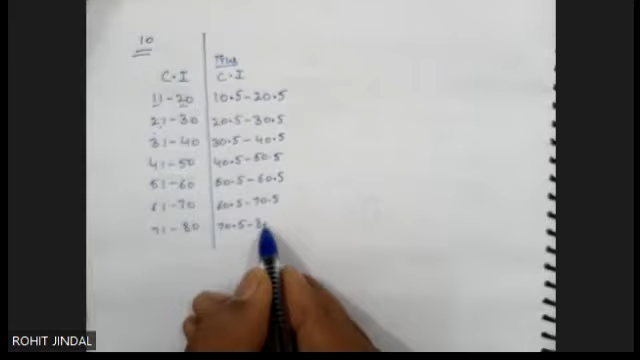 10
True
C.I C.I
11-20 10.5-20.5
21-30 20.5-30.5
31-40 30.5-40.5
41-50 40.5-50.5
51-60 50.5-60.5
61-70 60.5-70.5
71-80 70.5-8
ROHIT JINDAL